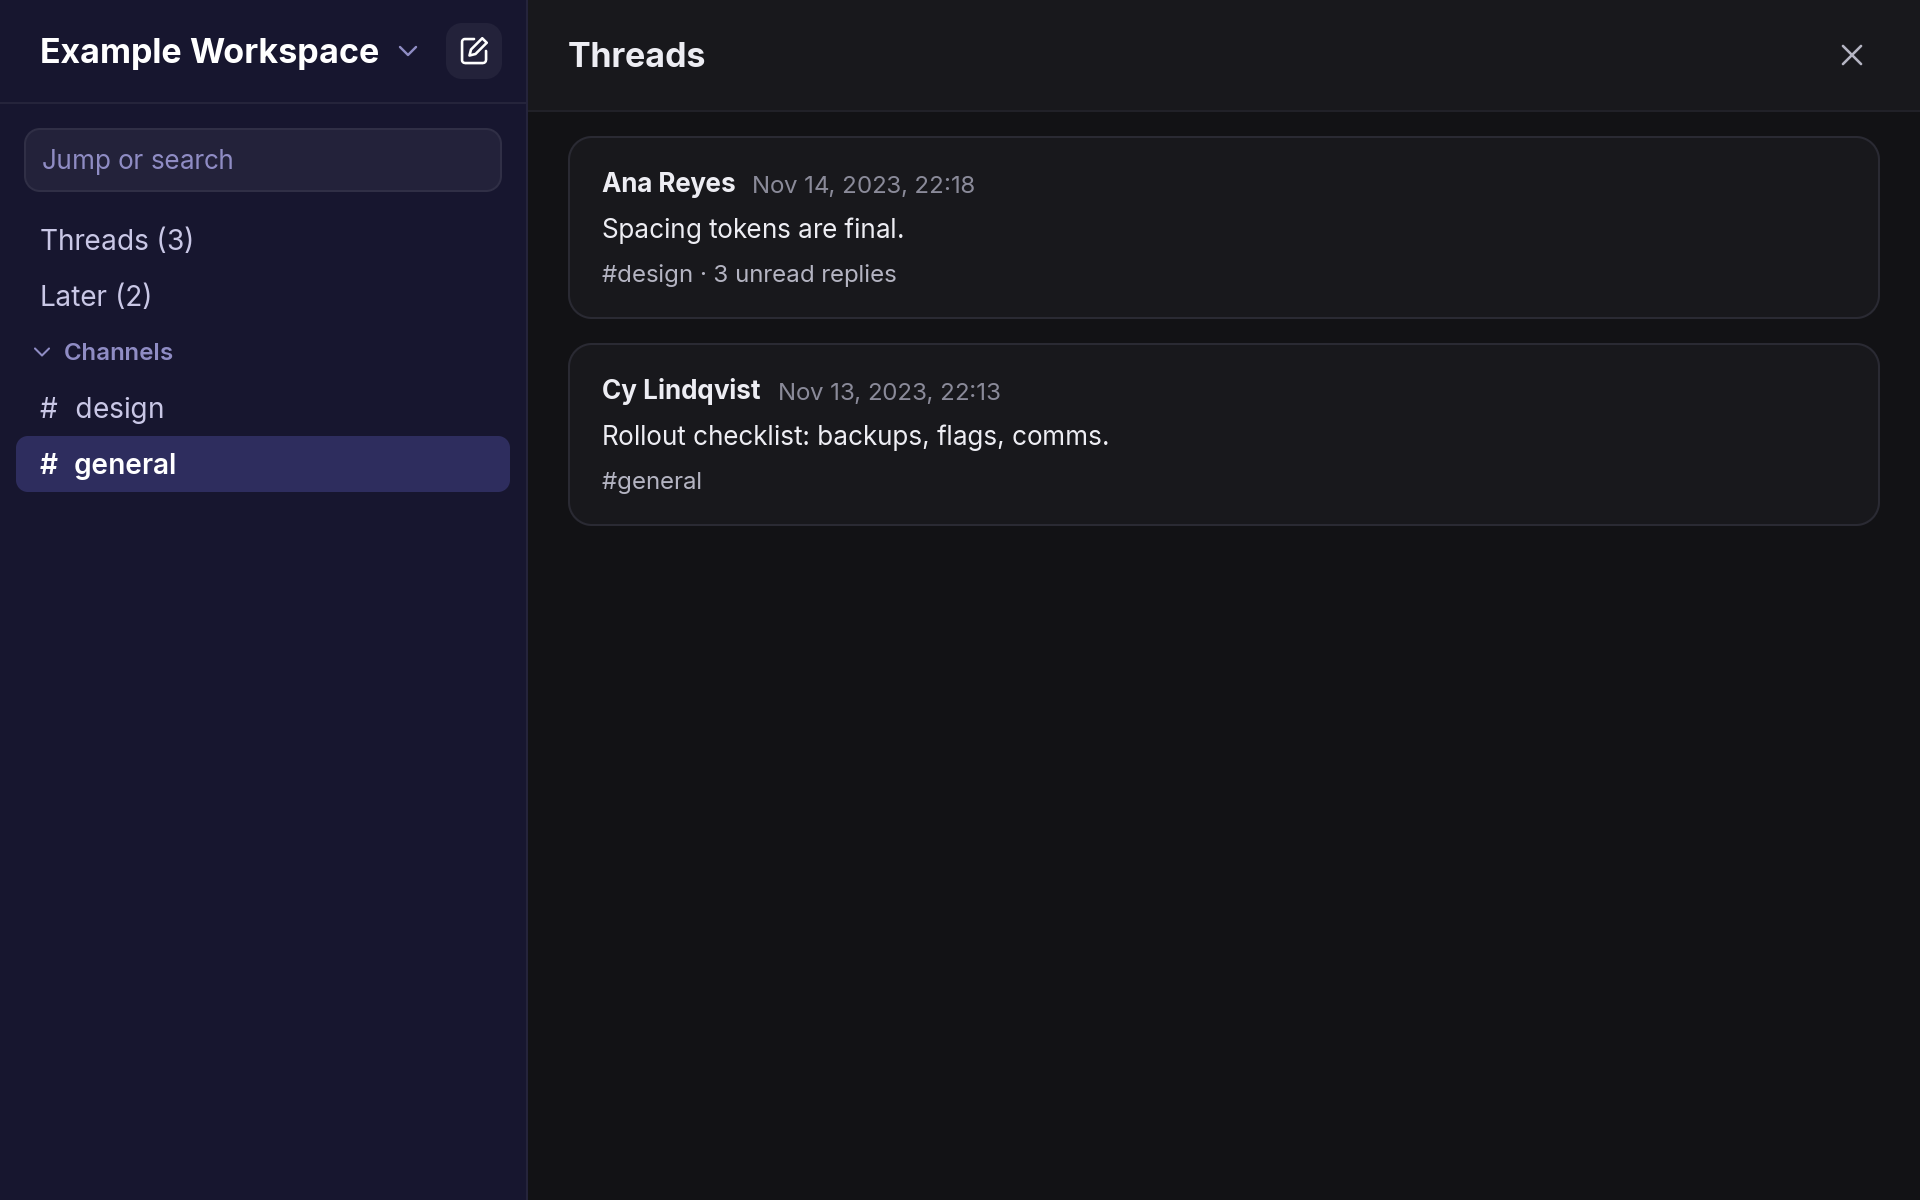 Example Workspace
Jump or search
Threads (3)
Later (2)
Channels
# design
# general
Threads
Ana Reyes Nov 14, 2023, 22:18
Spacing tokens are final.
#design · 3 unread replies
Cy Lindqvist Nov 13, 2023, 22:13
Rollout checklist: backups, flags, comms.
#general